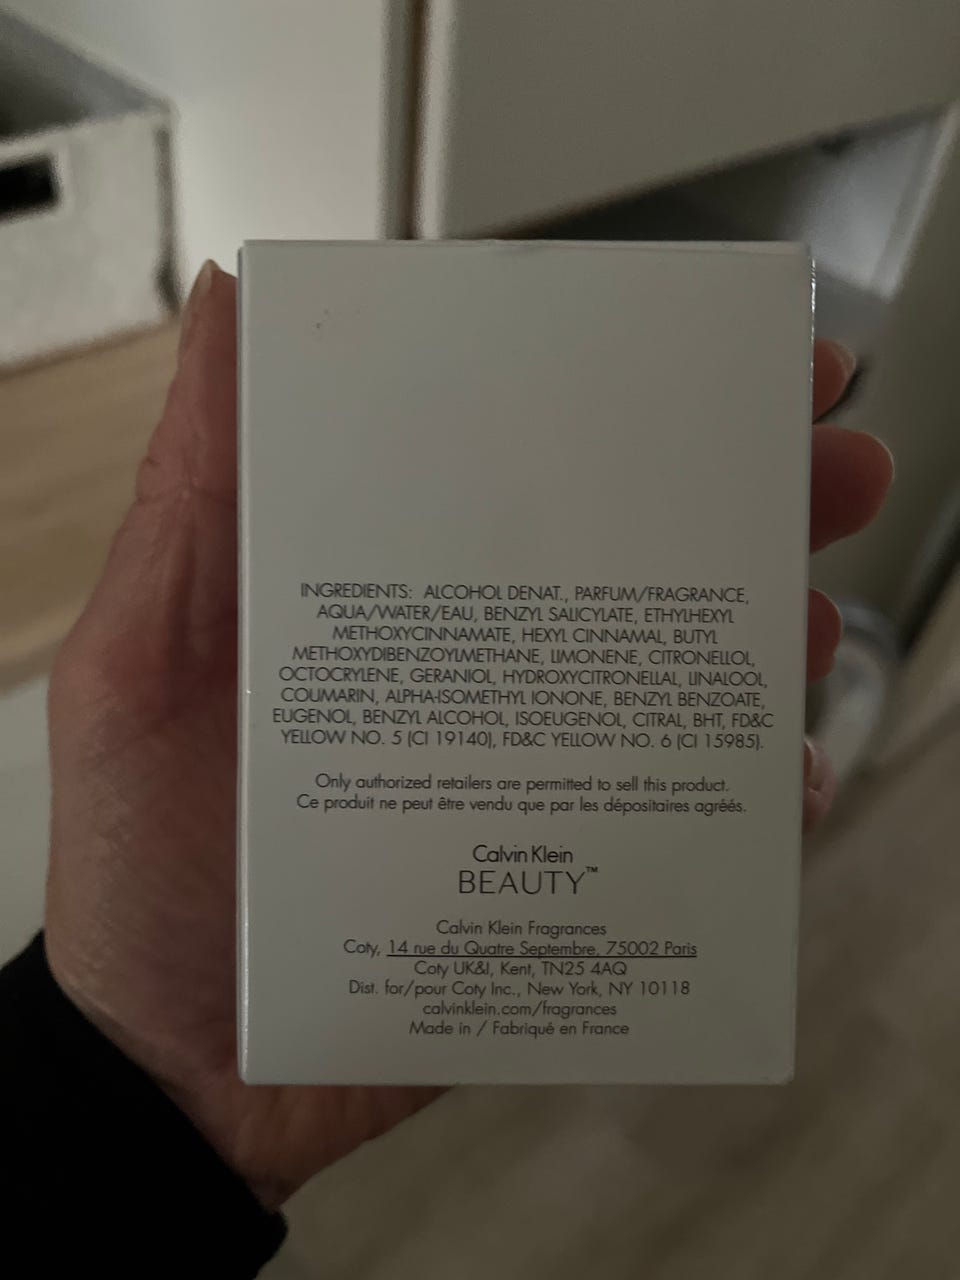 INGREDIENTS: ALCOHOL DENAT., PARFUM/FRAGRANCE,
AQUA/WATER/EAU, BENZYL SALICYLATE, ETHYLHEXYL
METHOXYCINNAMATE, HEXYL CINNAMAL, BUTYL
METHOXYDIBENZOYLMETHANE, LIMONENE, CITRONELLOL,
OCTOCRYLENE, GERANIOL, HYDROXYCITRONELLAL, LINALOOL,
COUMARIN, ALPHA-ISOMETHYL IONONE, BENZYL BENZOATE,
EUGENOL, BENZYL ALCOHOL, ISOEUGENOL, CITRAL, BHT, FD&C
YELLOW NO. 5 (CI 19140), FD&C YELLOW NO. 6 (CI 15985).
Only authorized retailers are permitted to sell this product.
Ce produit ne peut être vendu que par les dépositaires agréés.
Calvin Klein
BEAUTY™
Calvin Klein Fragrances
Coty, 14 rue du Quatre Septembre, 75002 Paris
Coty UK&I, Kent, TN25 4AQ
Dist. for/pour Coty Inc., New York, NY 10118
calvinklein.com/fragrances
Made in / Fabriqué en France